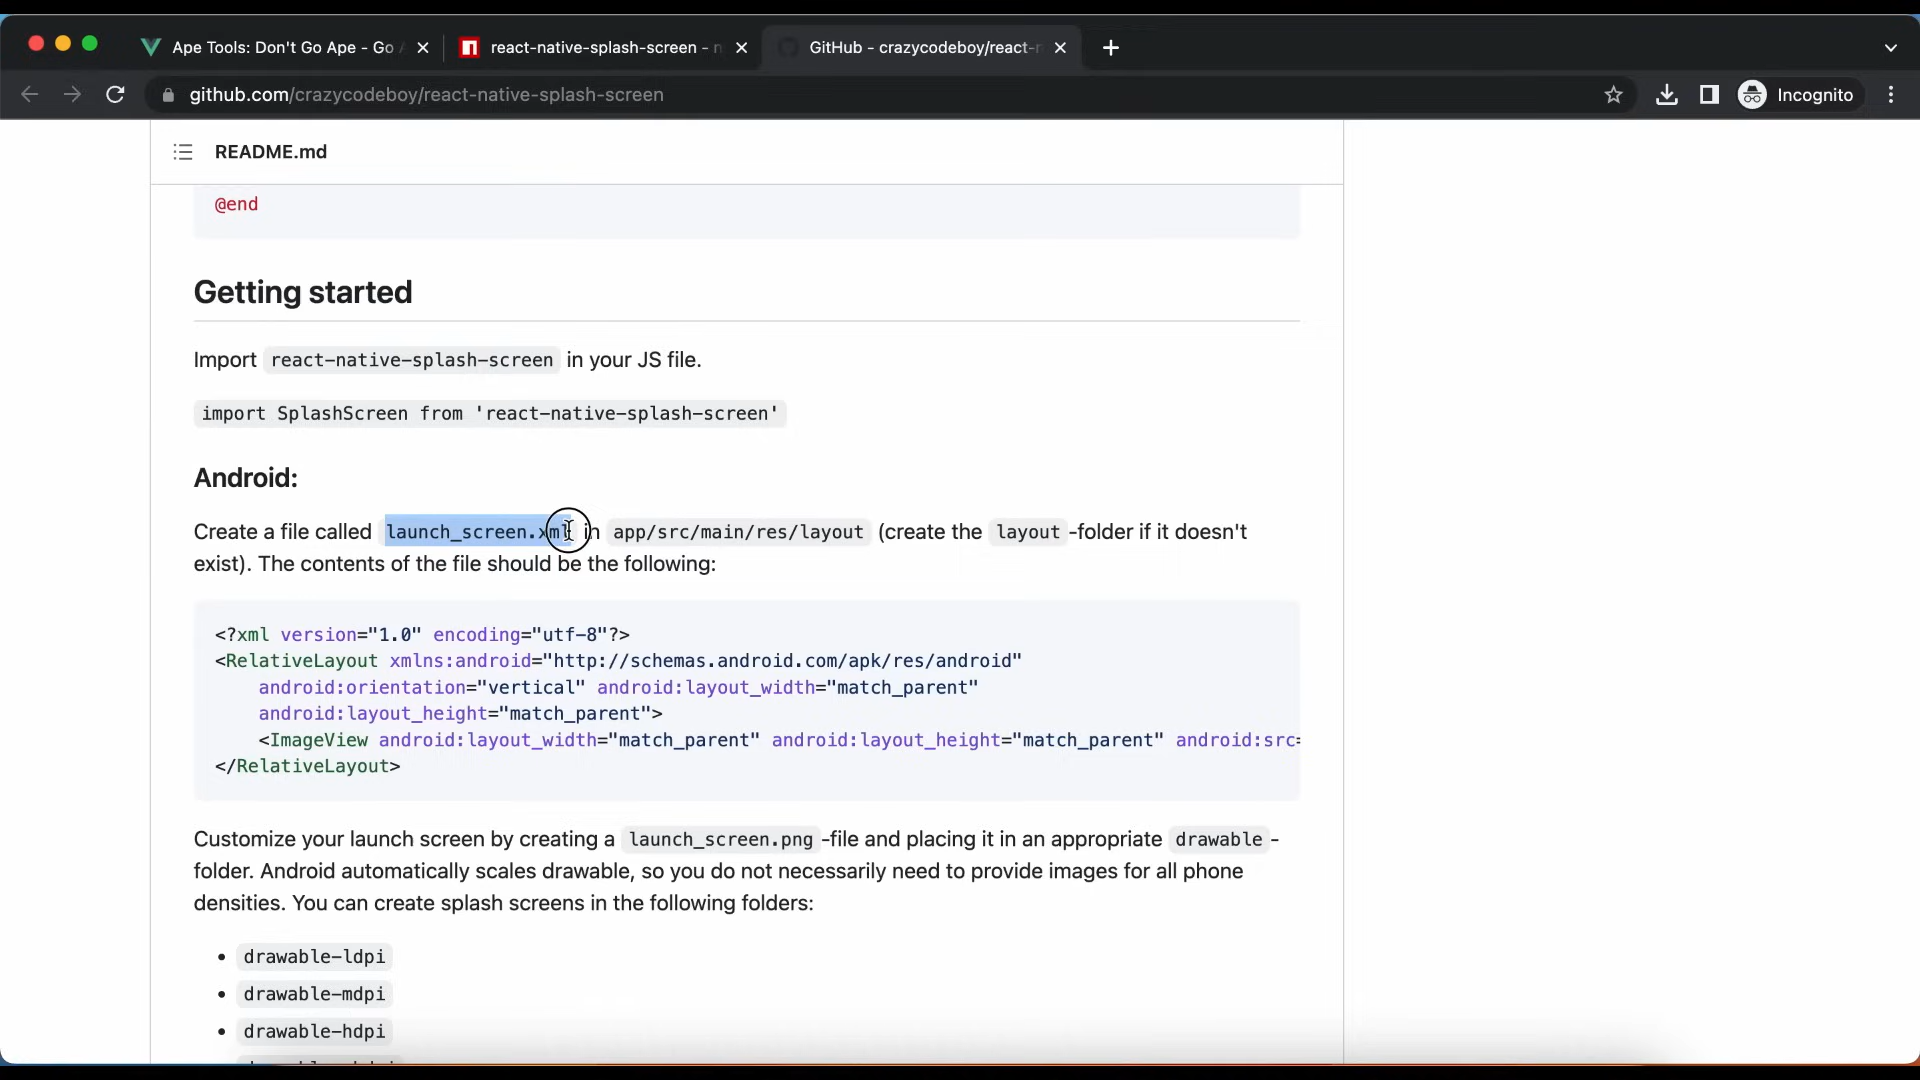 Ape Tools: Don't Go Ape - Go
react-native-splash-screen - n
GitHub - crazycodeboy/react-n
github.com/crazycodeboy/react-native-splash-screen
Incognito
README.md
@end
Getting started
Import react-native-splash-screen in your JS file.
import SplashScreen from 'react-native-splash-screen'
Android:
Create a file called launch_screen.xml in app/src/main/res/layout (create the layout -folder if it doesn't
exist). The contents of the file should be the following:
<?xml version="1.0" encoding="utf-8"?>
<RelativeLayout xmlns:android="http://schemas.android.com/apk/res/android"
    android:orientation="vertical" android:layout_width="match_parent"
    android:layout_height="match_parent">
    <ImageView android:layout_width="match_parent" android:layout_height="match_parent" android:src=
</RelativeLayout>
Customize your launch screen by creating a launch_screen.png -file and placing it in an appropriate drawable -
folder. Android automatically scales drawable, so you do not necessarily need to provide images for all phone
densities. You can create splash screens in the following folders:
• drawable-ldpi
• drawable-mdpi
• drawable-hdpi